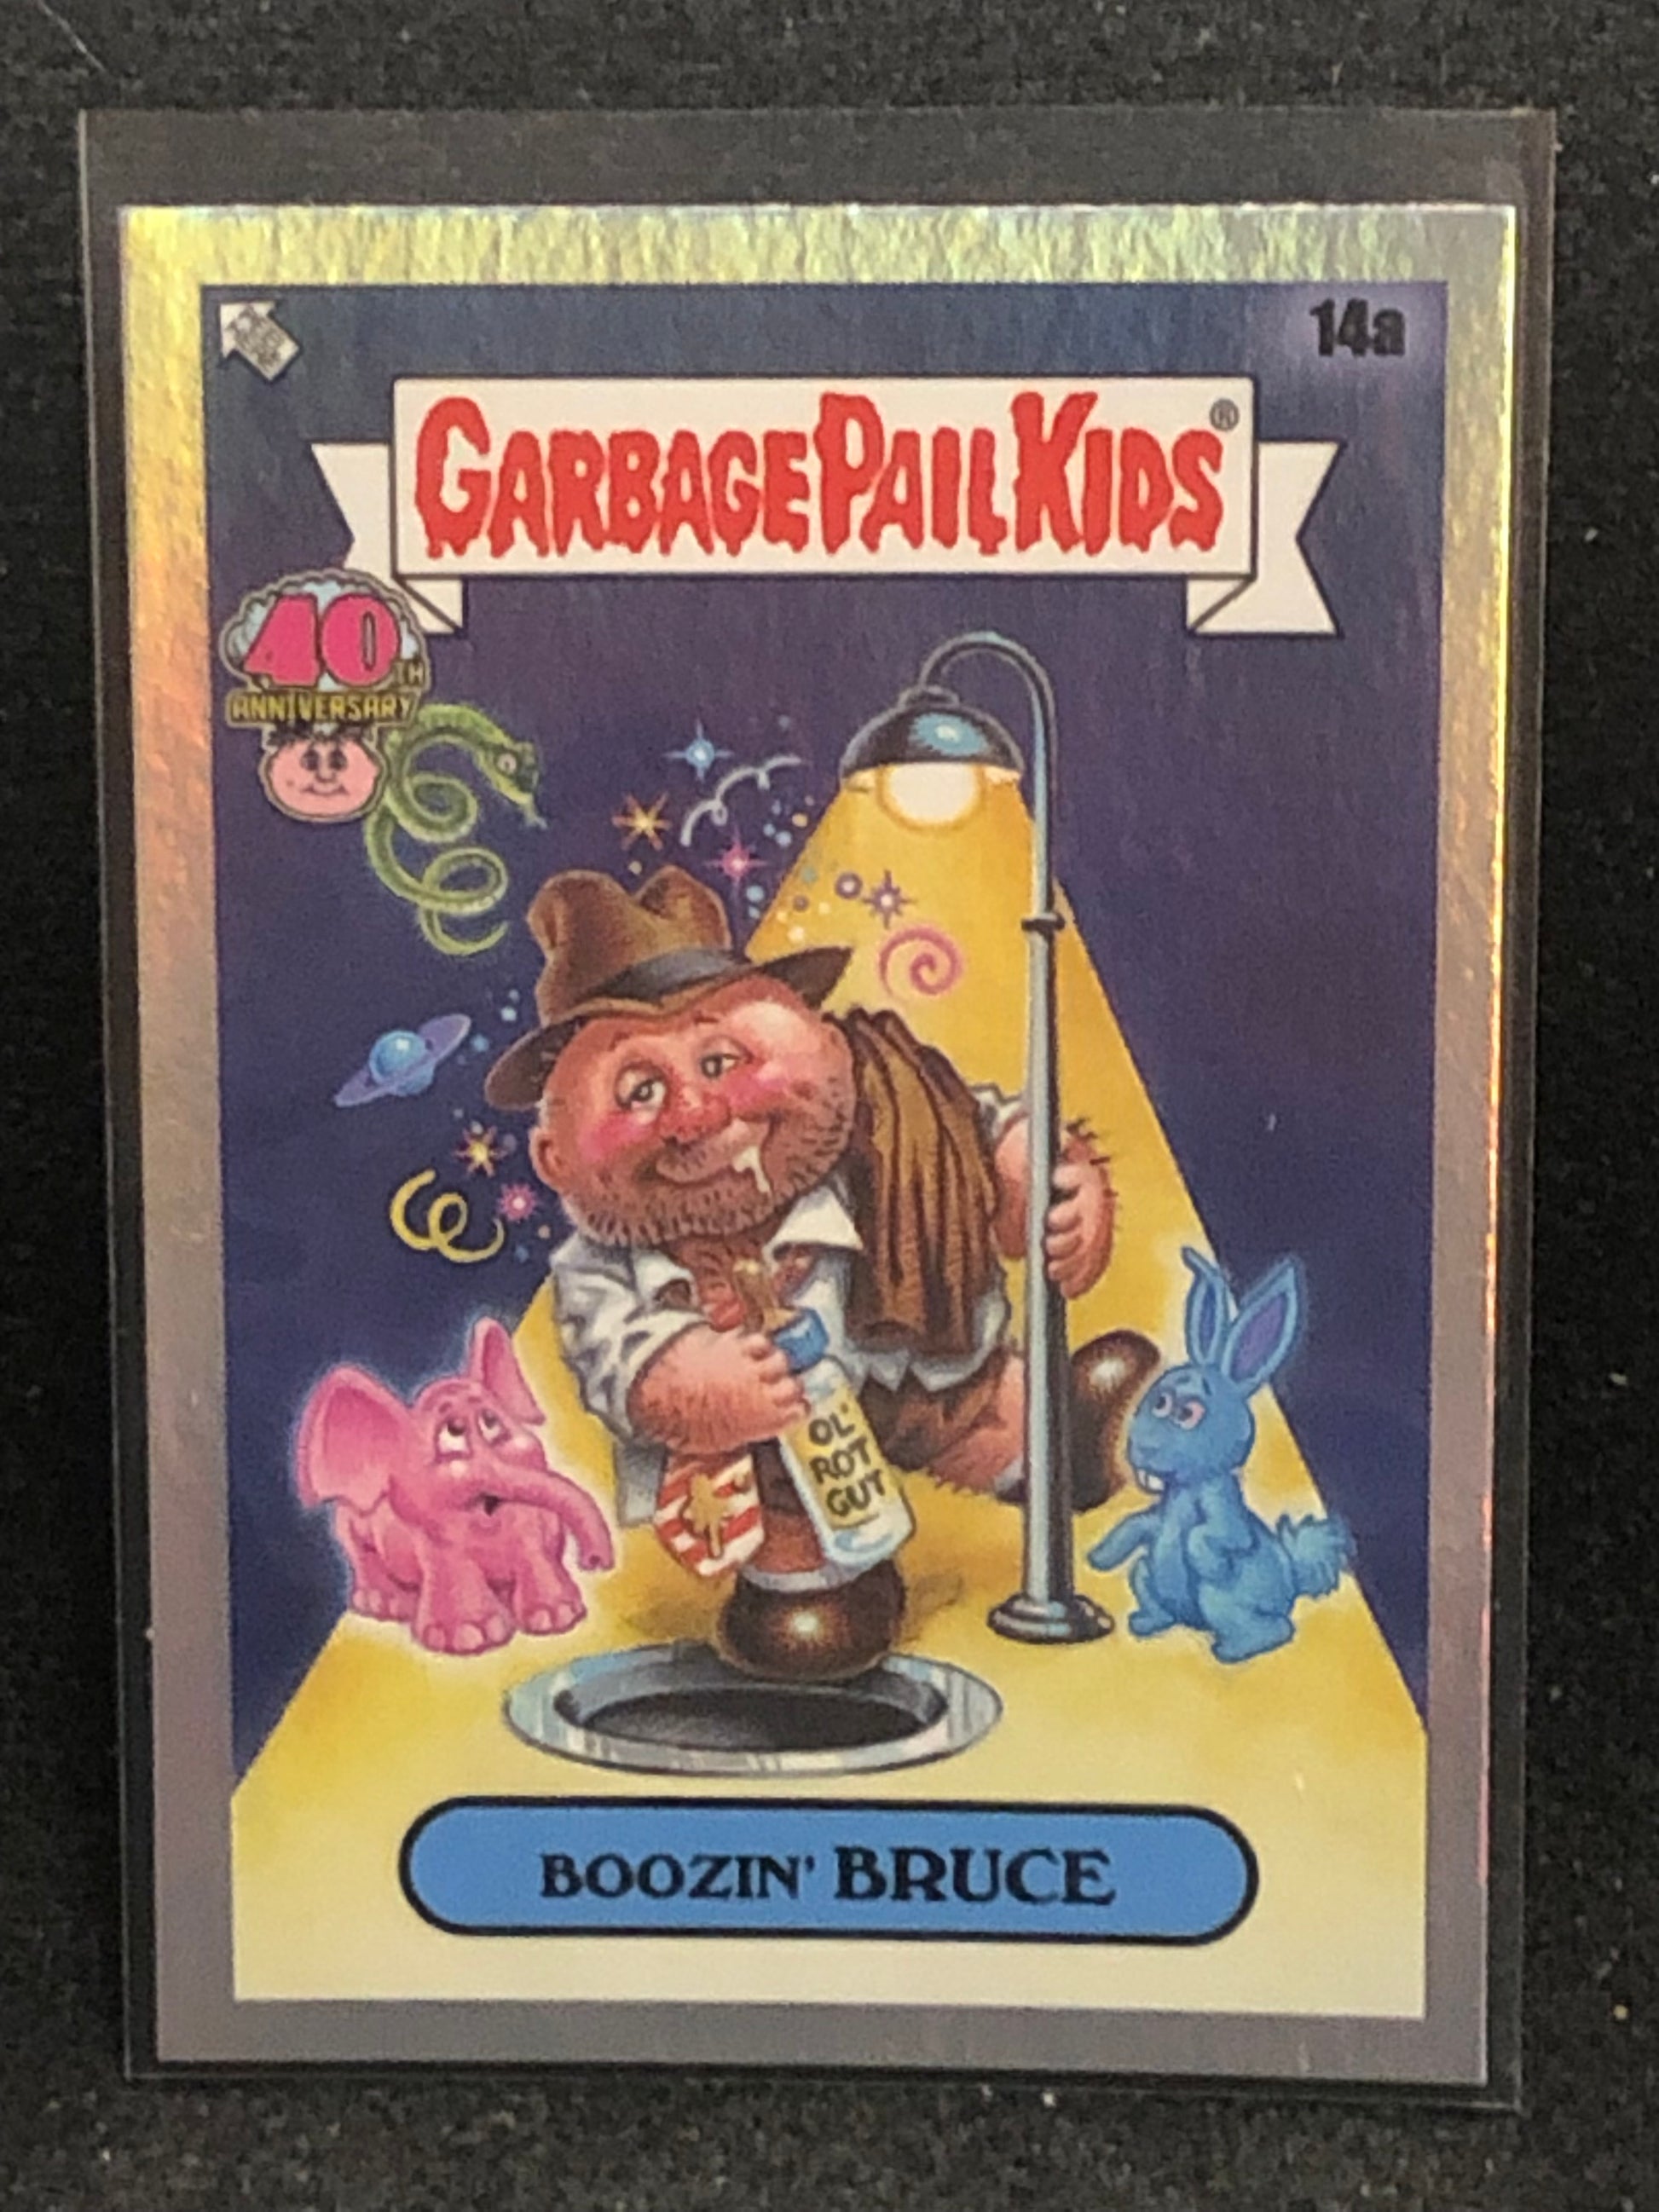 14a
GARBAGE PAIL KIDS®
40TH
ANNIVERSARY
OL'
ROT
GUT
BOOZIN' BRUCE